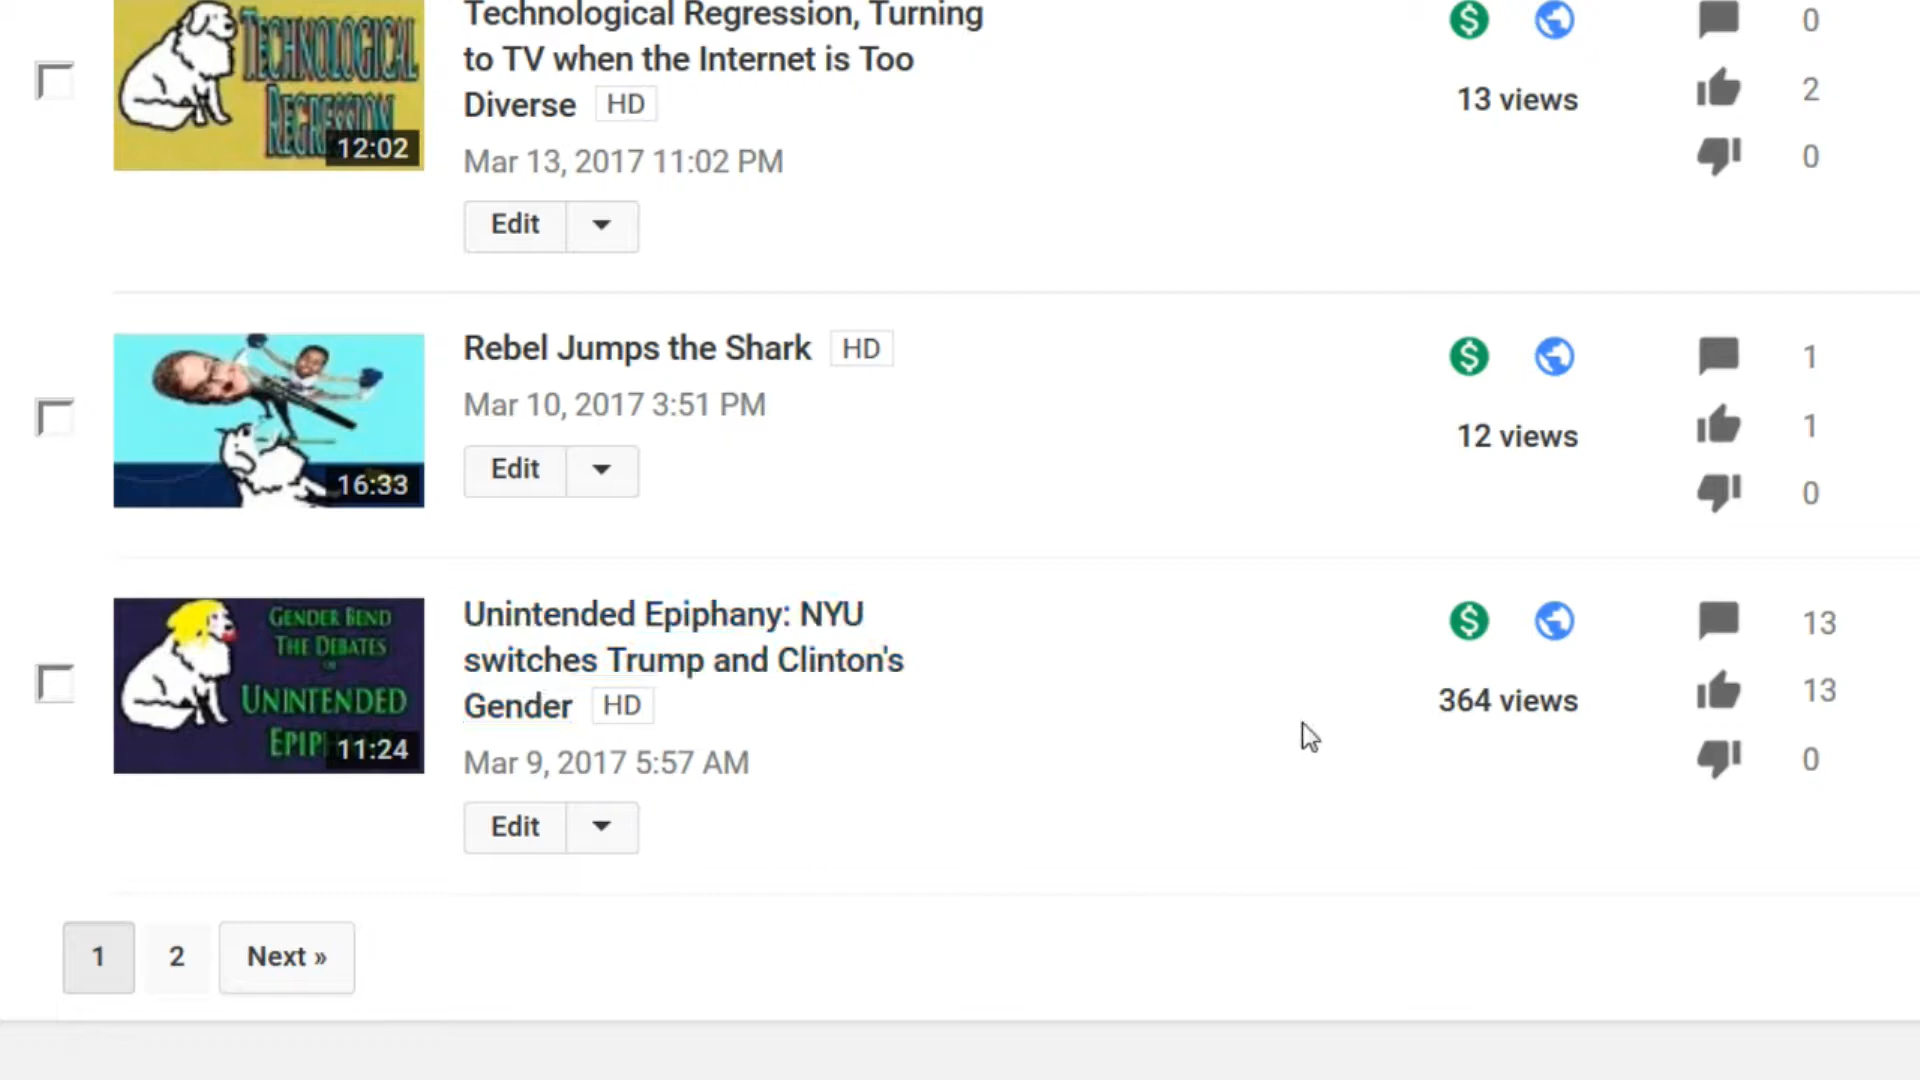 TECHNOLOGICAL
REGRESSION
12:02
Technological Regression, Turning
to TV when the Internet is Too
Diverse HD
Mar 13, 2017 11:02 PM
Edit
13 views
0
2
0
16:33
Rebel Jumps the Shark HD
Mar 10, 2017 3:51 PM
Edit
12 views
1
1
0
GENDER BEND
THE DEBATES
UNINTENDED
EPIP
11:24
Unintended Epiphany: NYU
switches Trump and Clinton's
Gender HD
Mar 9, 2017 5:57 AM
Edit
364 views
13
13
0
1 2 Next »